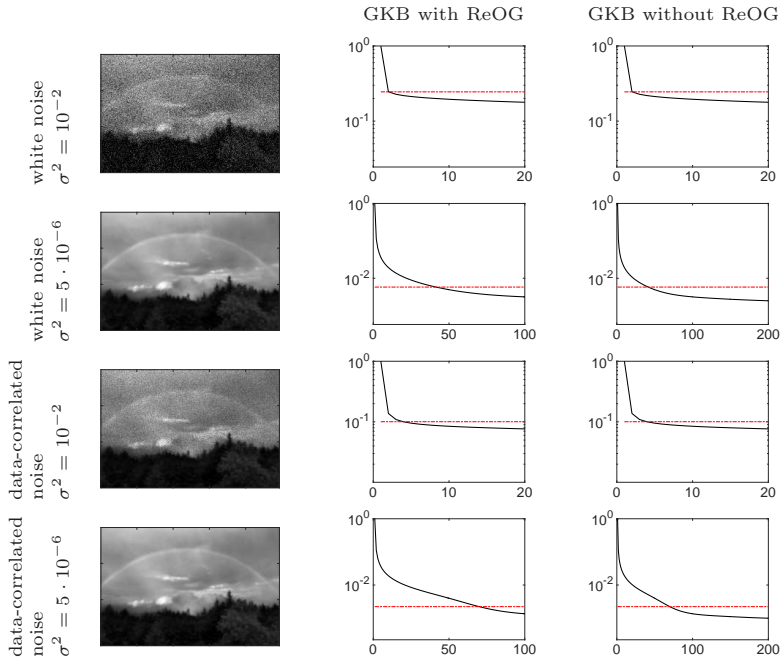 GKB with ReOG
GKB without ReOG
white noise
σ² = 10⁻²
10⁰
10⁻¹
0 10 20
10⁰
10⁻¹
0 10 20
white noise
σ² = 5 · 10⁻⁶
10⁰
10⁻²
0 50 100
10⁰
10⁻²
0 100 200
data-correlated
noise
σ² = 10⁻²
10⁰
10⁻¹
0 10 20
10⁰
10⁻¹
0 10 20
data-correlated
noise
σ² = 5 · 10⁻⁶
10⁰
10⁻²
0 50 100
10⁰
10⁻²
0 100 200